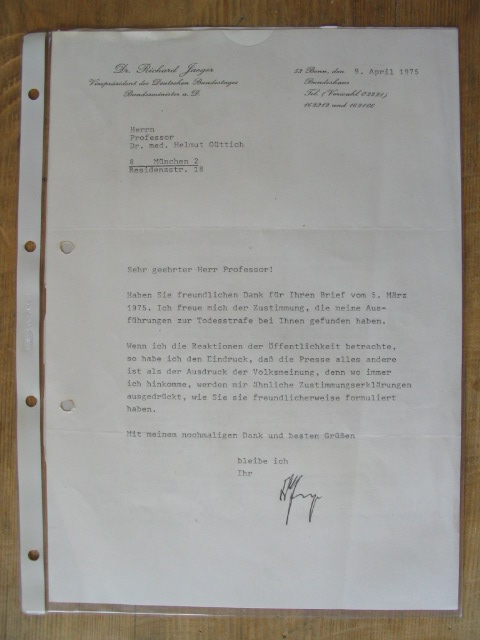 Dr. Richard Jaeger
Vizepräsident des Deutschen Bundestages
Bundesminister a. D.
53 Bonn, den 9. April 1975
Bundeshaus
Tel. (Vorwahl 02221)
162912 und 169116
Herrn
Professor
Dr. med. Helmut Güttich
8 München 2
Residenzstr. 18
Sehr geehrter Herr Professor!
Haben Sie freundlichen Dank für Ihren Brief vom 5. März
1975. Ich freue mich der Zustimmung, die meine Aus-
führungen zur Todesstrafe bei Ihnen gefunden haben.
Wenn ich die Reaktionen der Öffentlichkeit betrachte,
so habe ich den Eindruck, daß die Presse alles andere
ist als der Ausdruck der Volksmeinung, denn wo immer
ich hinkomme, werden mir ähnliche Zustimmungserklärungen
ausgedrückt, wie Sie sie freundlicherweise formuliert
haben.
Mit meinem nochmaligen Dank und besten Grüßen
bleibe ich
Ihr